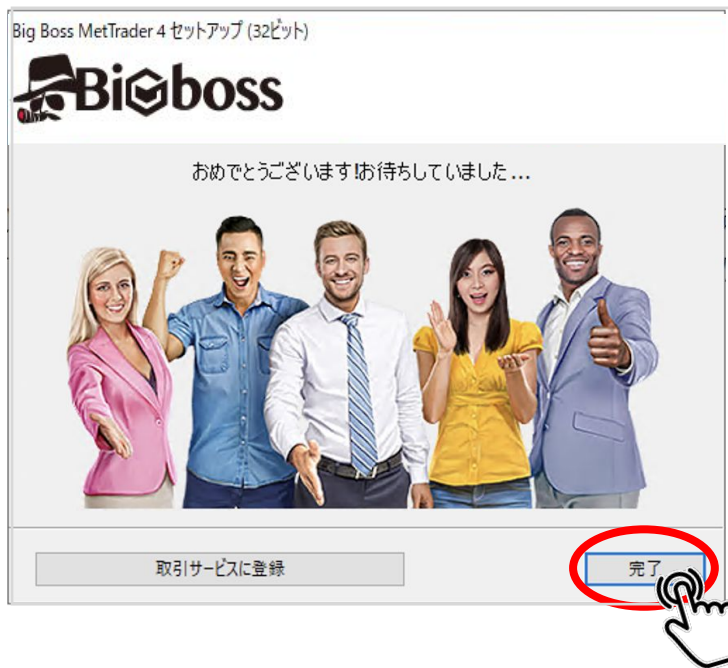 Big Boss MetTrader 4 セットアップ (32ビット)
Bigboss
おめでとうございます!お待ちしていました...
取引サービスに登録
完了